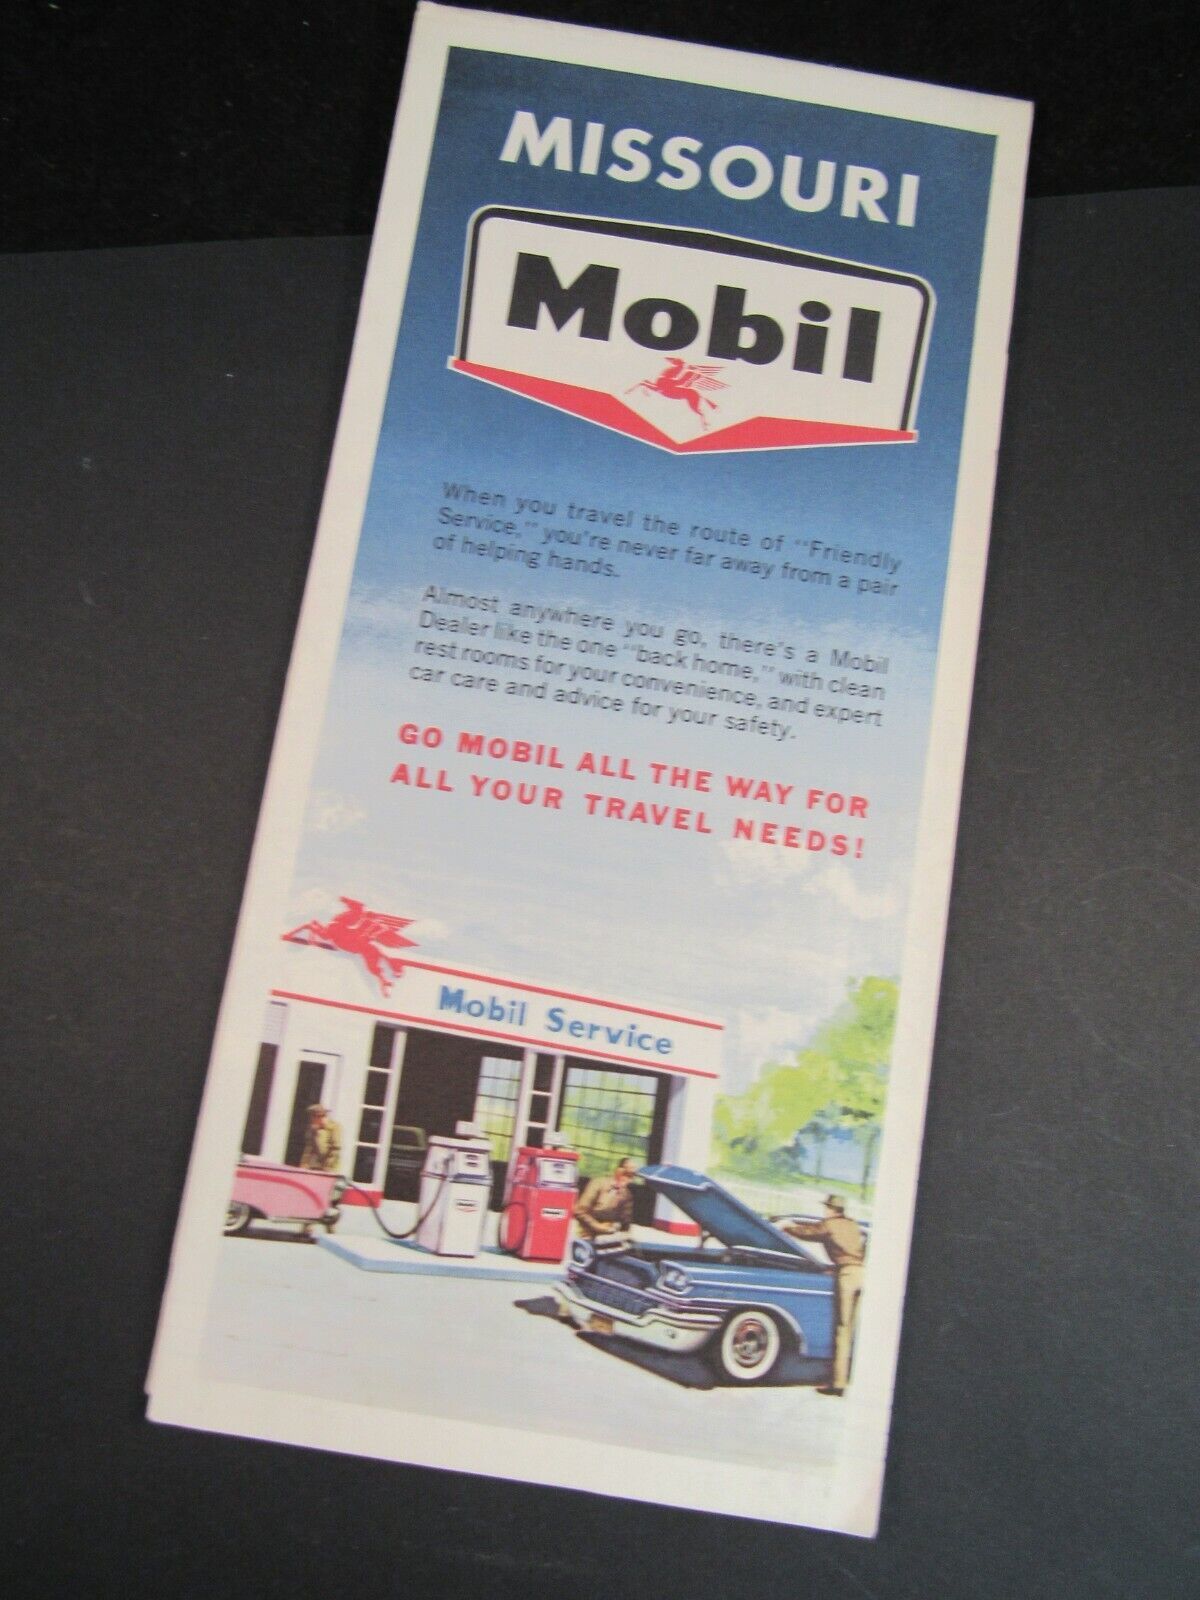 MISSOURI
Mobil
When you travel the route of "Friendly
Service," you're never far away from a pair
of helping hands.
Almost anywhere you go, there's a Mobil
Dealer like the one "back home," with clean
rest rooms for your convenience, and expert
car care and advice for your safety.
GO MOBIL ALL THE WAY FOR
ALL YOUR TRAVEL NEEDS!
Mobil Service